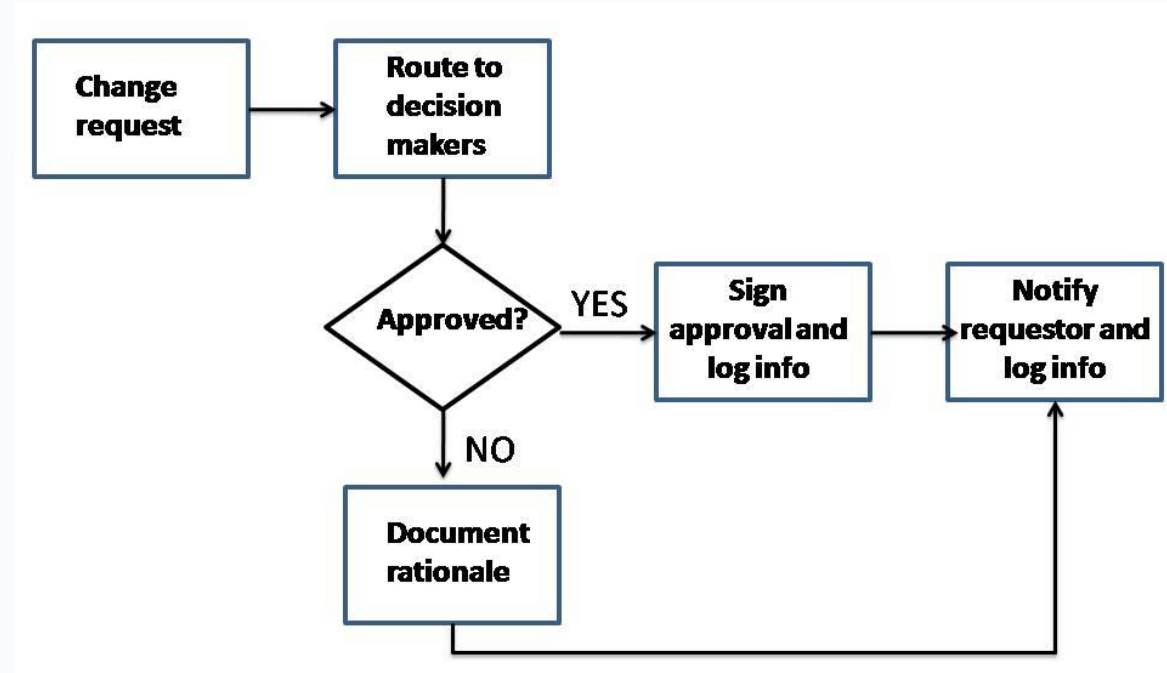 Change
request
Route to
decision
makers
Approved?
YES
Sign
approval and
log info
Notify
requestor and
log info
NO
Document
rationale